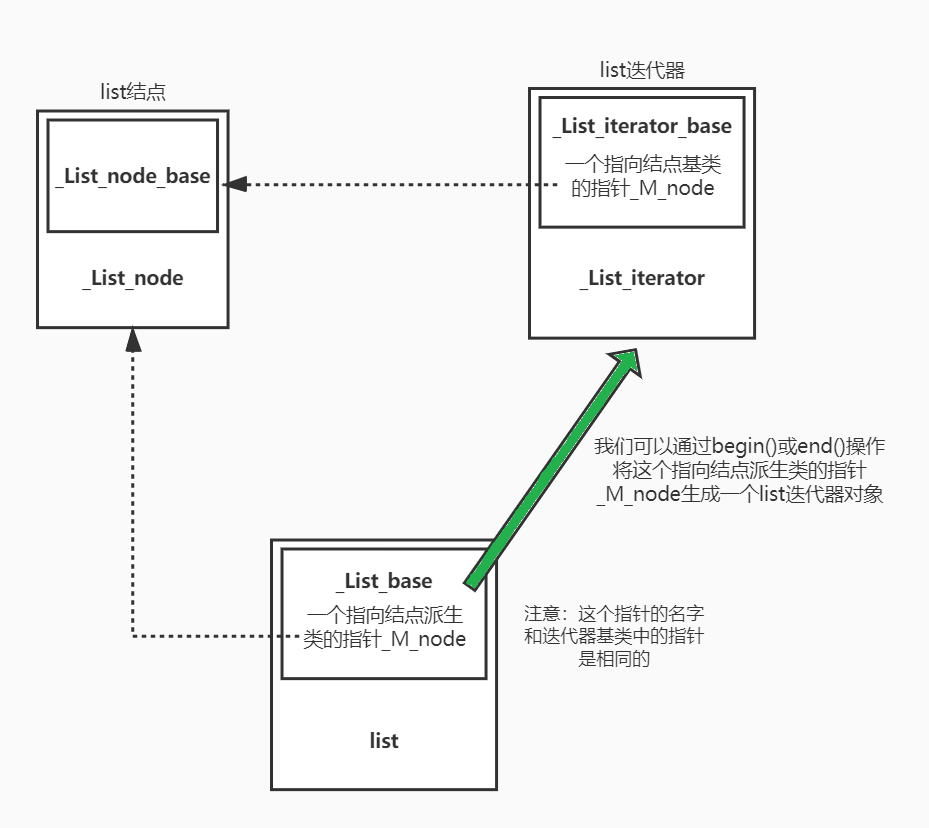 list结点
_List_node_base
_List_node
list迭代器
_List_iterator_base
一个指向结点基类
的指针_M_node
_List_iterator
我们可以通过begin()或end()操作
将这个指向结点派生类的指针
_M_node生成一个list迭代器对象
_List_base
一个指向结点派生
类的指针_M_node
list
注意：这个指针的名字
和迭代器基类中的指针
是相同的